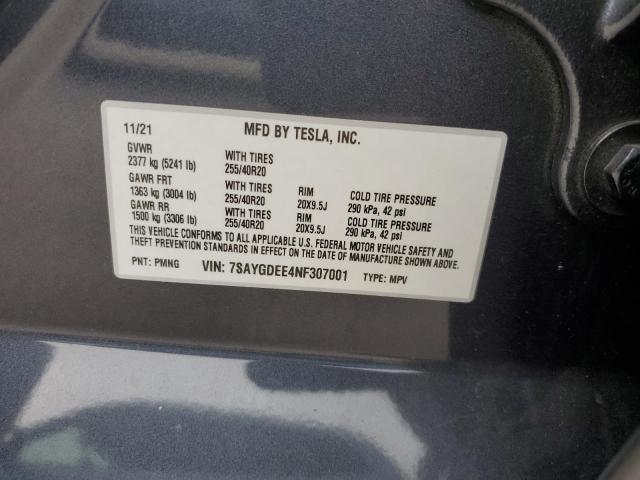 11/21 MFD BY TESLA, INC.
GVWR
2377 kg (5241 lb) WITH TIRES 255/40R20
GAWR FRT
1363 kg (3004 lb) WITH TIRES 255/40R20 RIM 20X9.5J COLD TIRE PRESSURE 290 kPa, 42 psi
GAWR RR
1500 kg (3306 lb) WITH TIRES 255/40R20 RIM 20X9.5J COLD TIRE PRESSURE 290 kPa, 42 psi
THIS VEHICLE CONFORMS TO ALL APPLICABLE U.S. FEDERAL MOTOR VEHICLE SAFETY AND
THEFT PREVENTION STANDARDS IN EFFECT ON THE DATE OF MANUFACTURE SHOWN ABOVE.
PNT: PMNG VIN: 7SAYGDEE4NF307001 TYPE: MPV